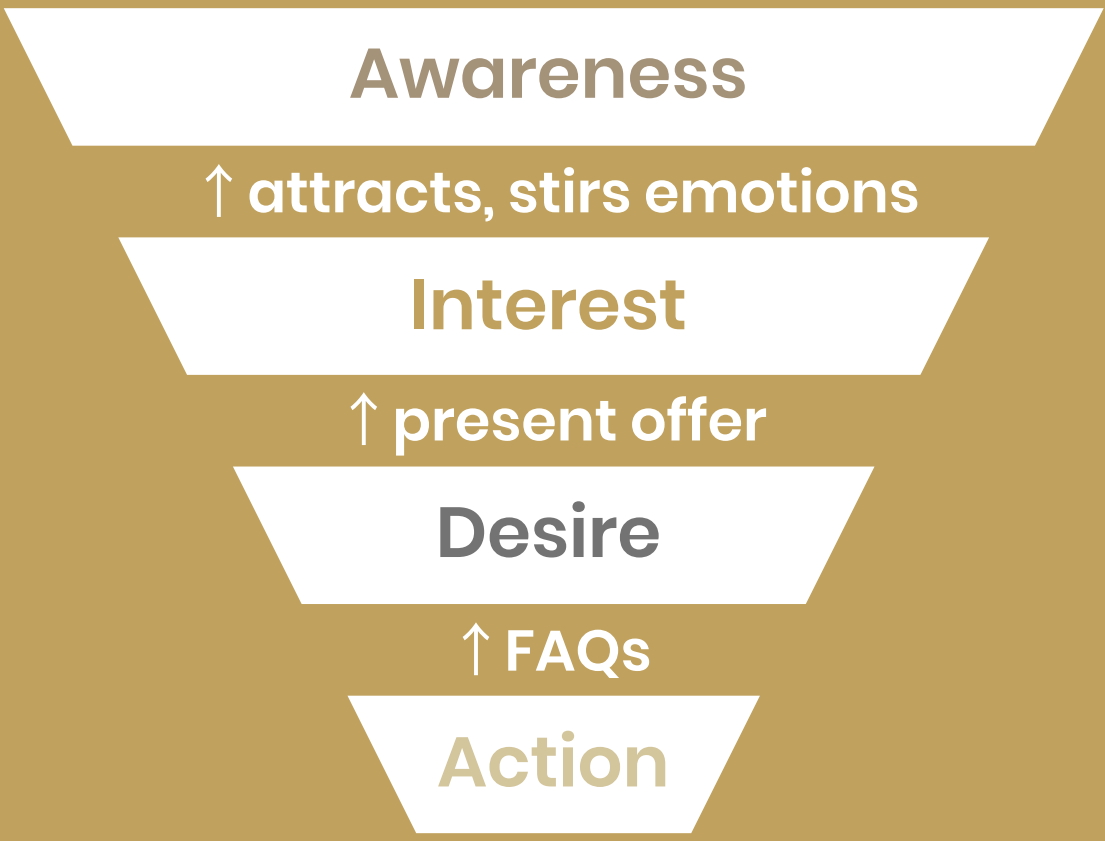 Awareness
↑ attracts, stirs emotions
Interest
↑ present offer
Desire
↑ FAQs
Action